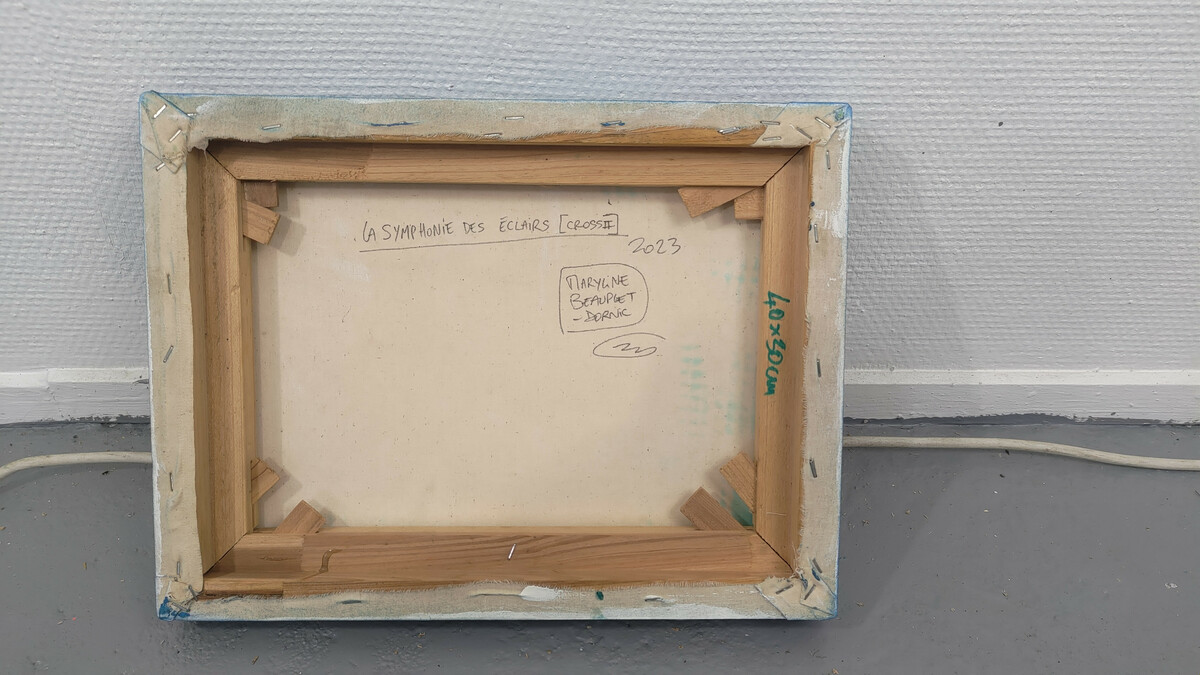 LA SYMPHONIE DES ÉCLAIRS [CROSS II]
2023
MARYLINE
BEAUPLET
-DORNIC
40x30cm